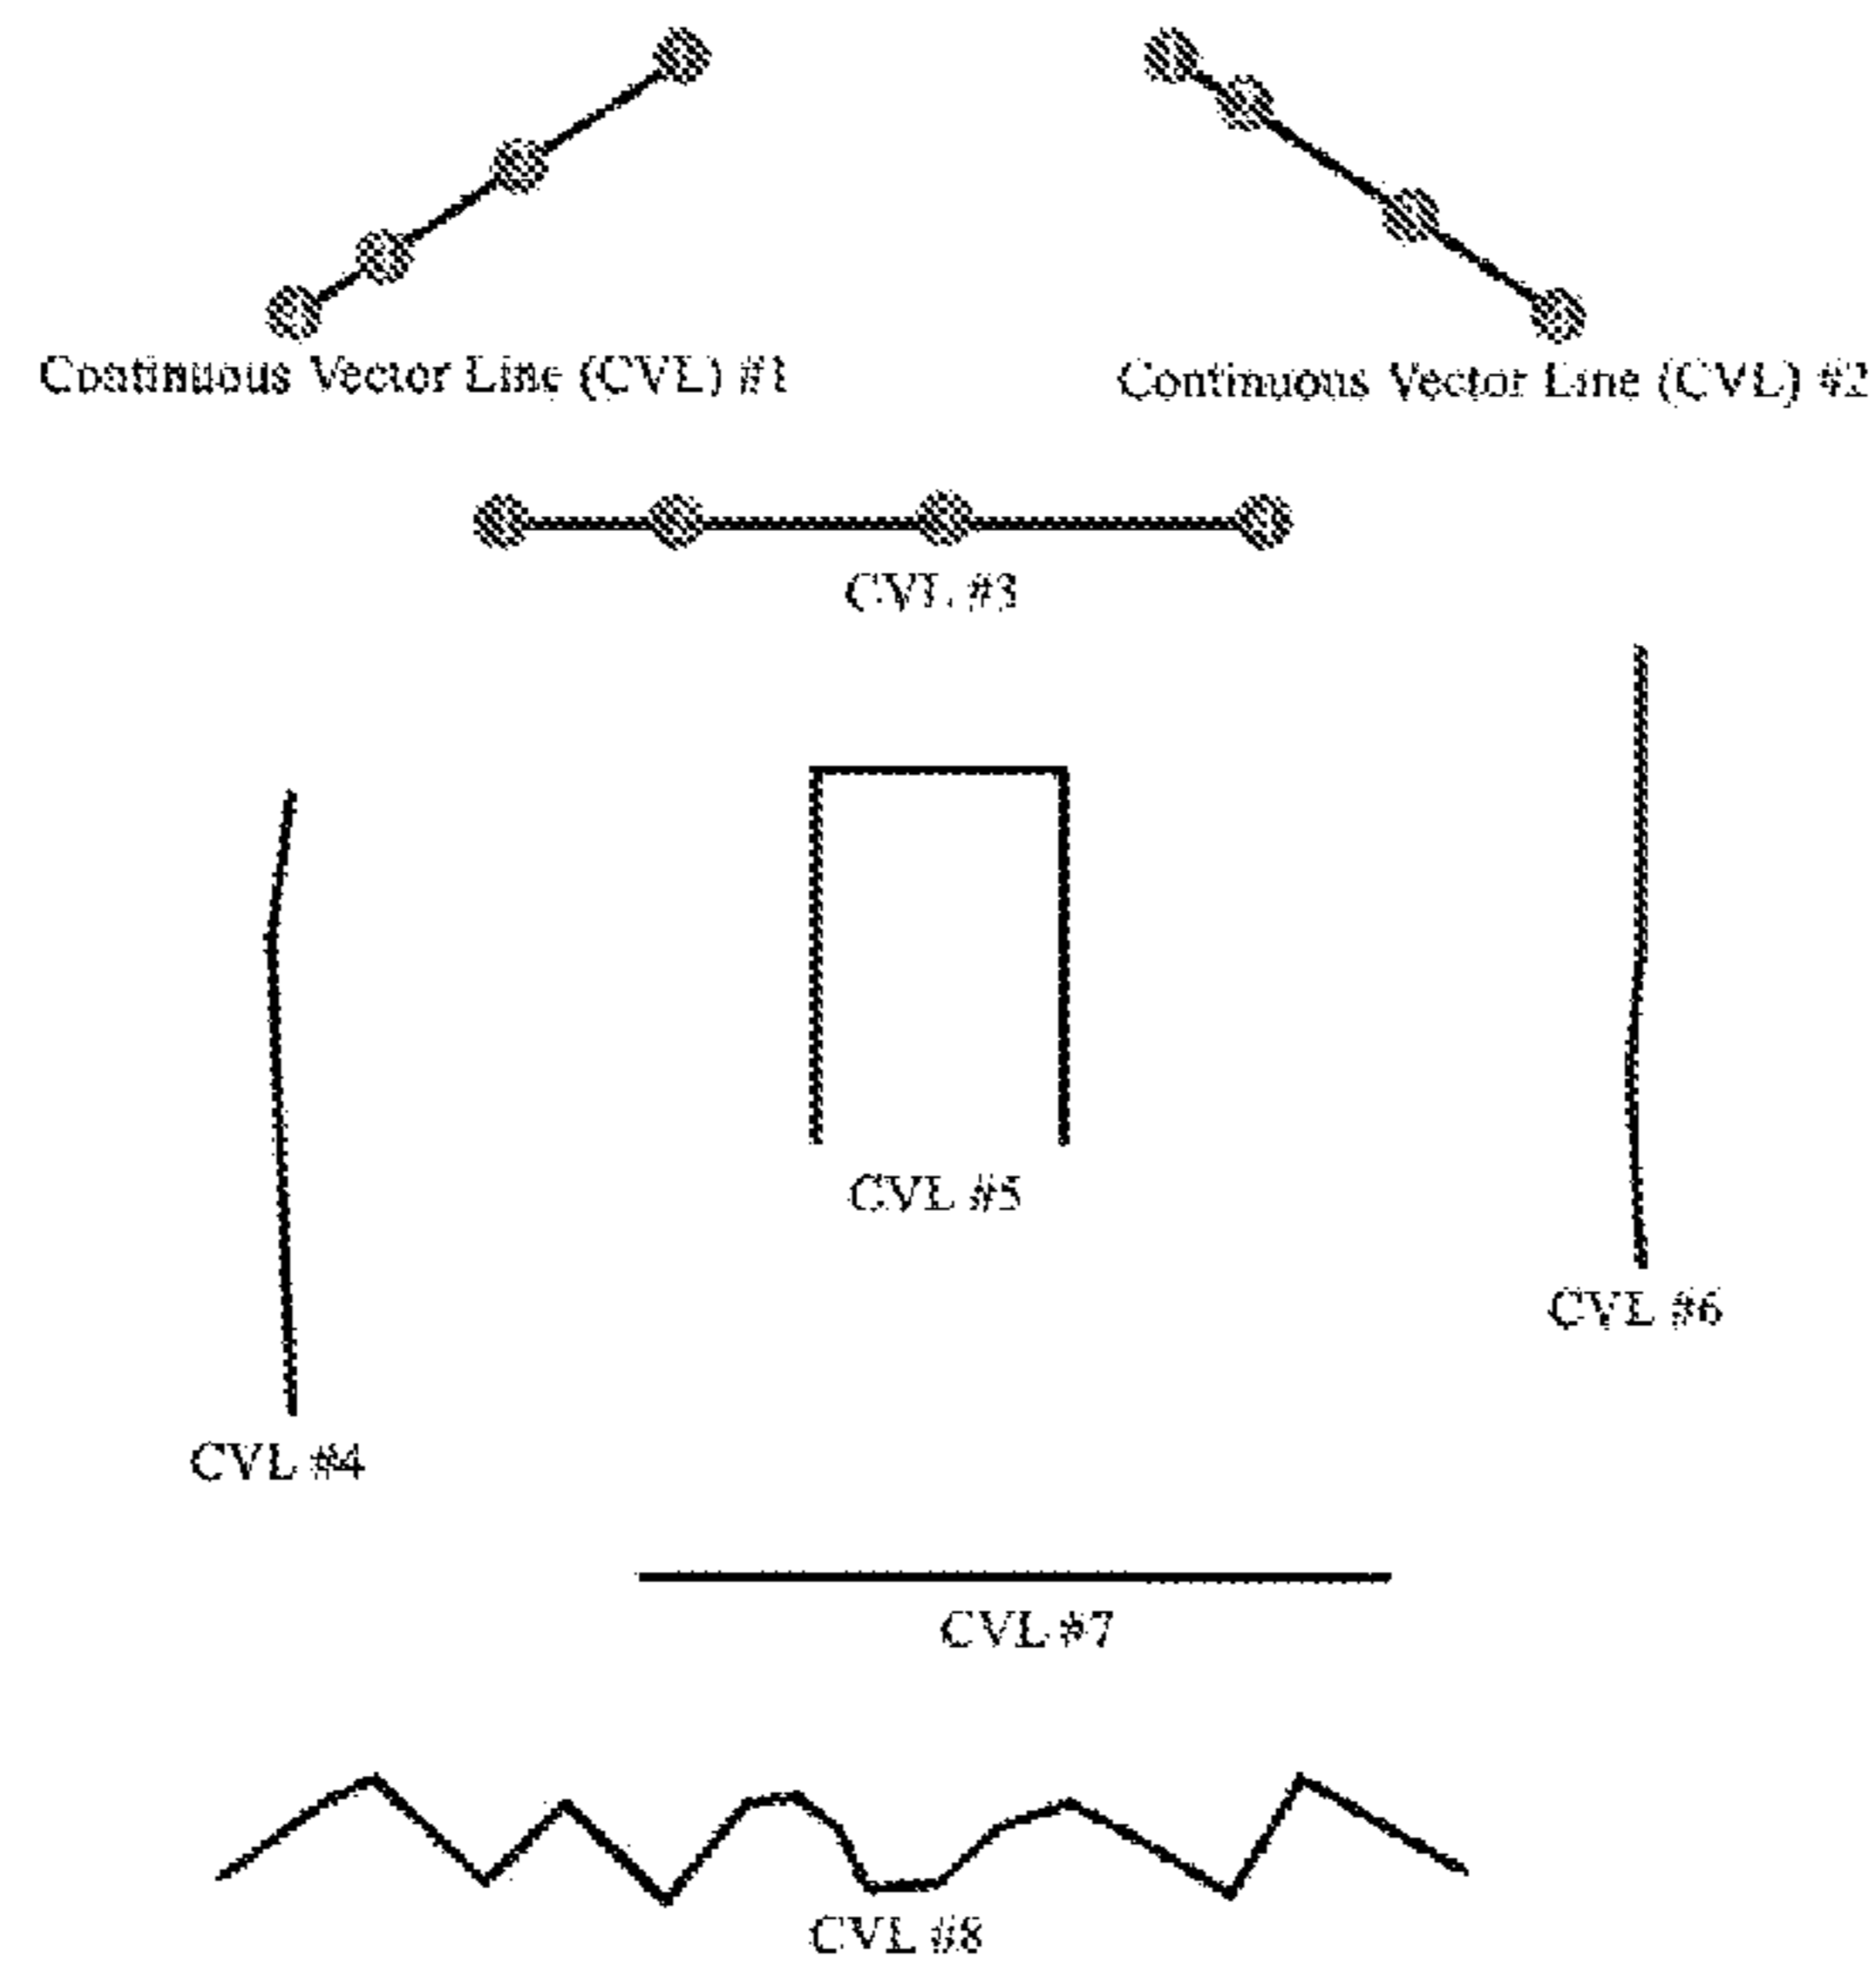 Continuous Vector Line (CVL) #1
Continuous Vector Line (CVL) #2
CVL #3
CVL #5
CVL #6
CVL #4
CVL #7
CVL #8